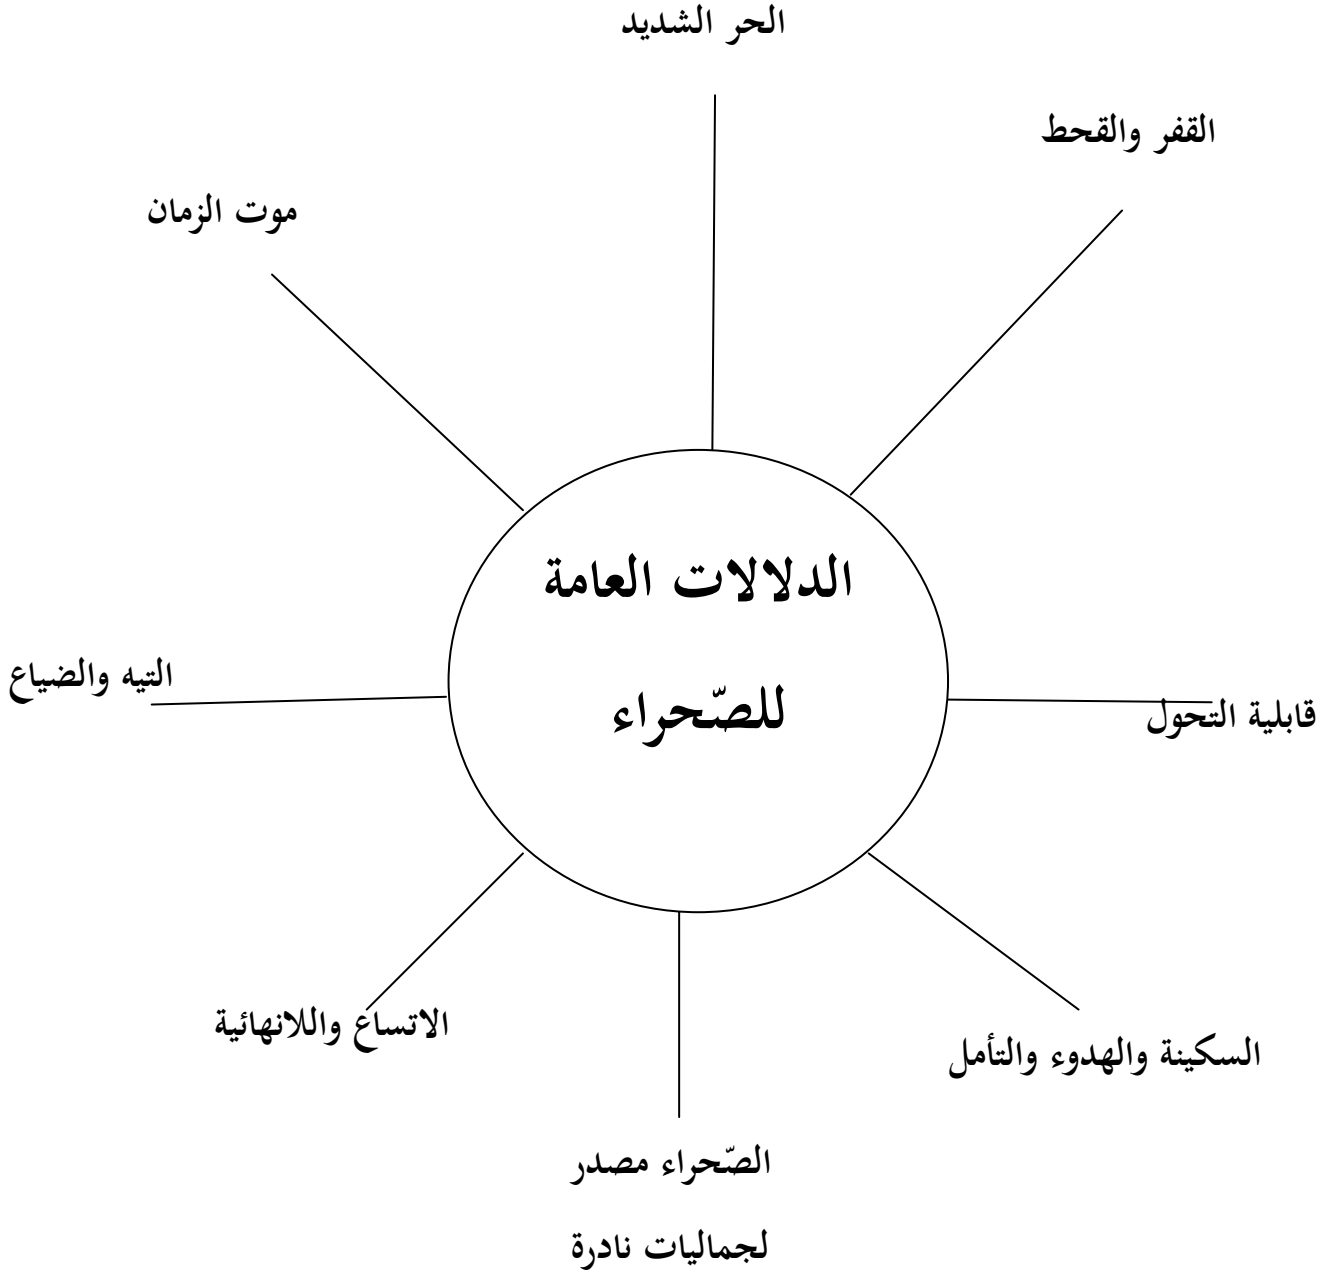 الحر الشديد
القفر والقحط
موت الزمان
الدلالات العامة
للصّحراء
التيه والضياع
قابلية التحول
الاتساع واللانهائية
السكينة والهدوء والتأمل
الصّحراء مصدر
لجماليات نادرة